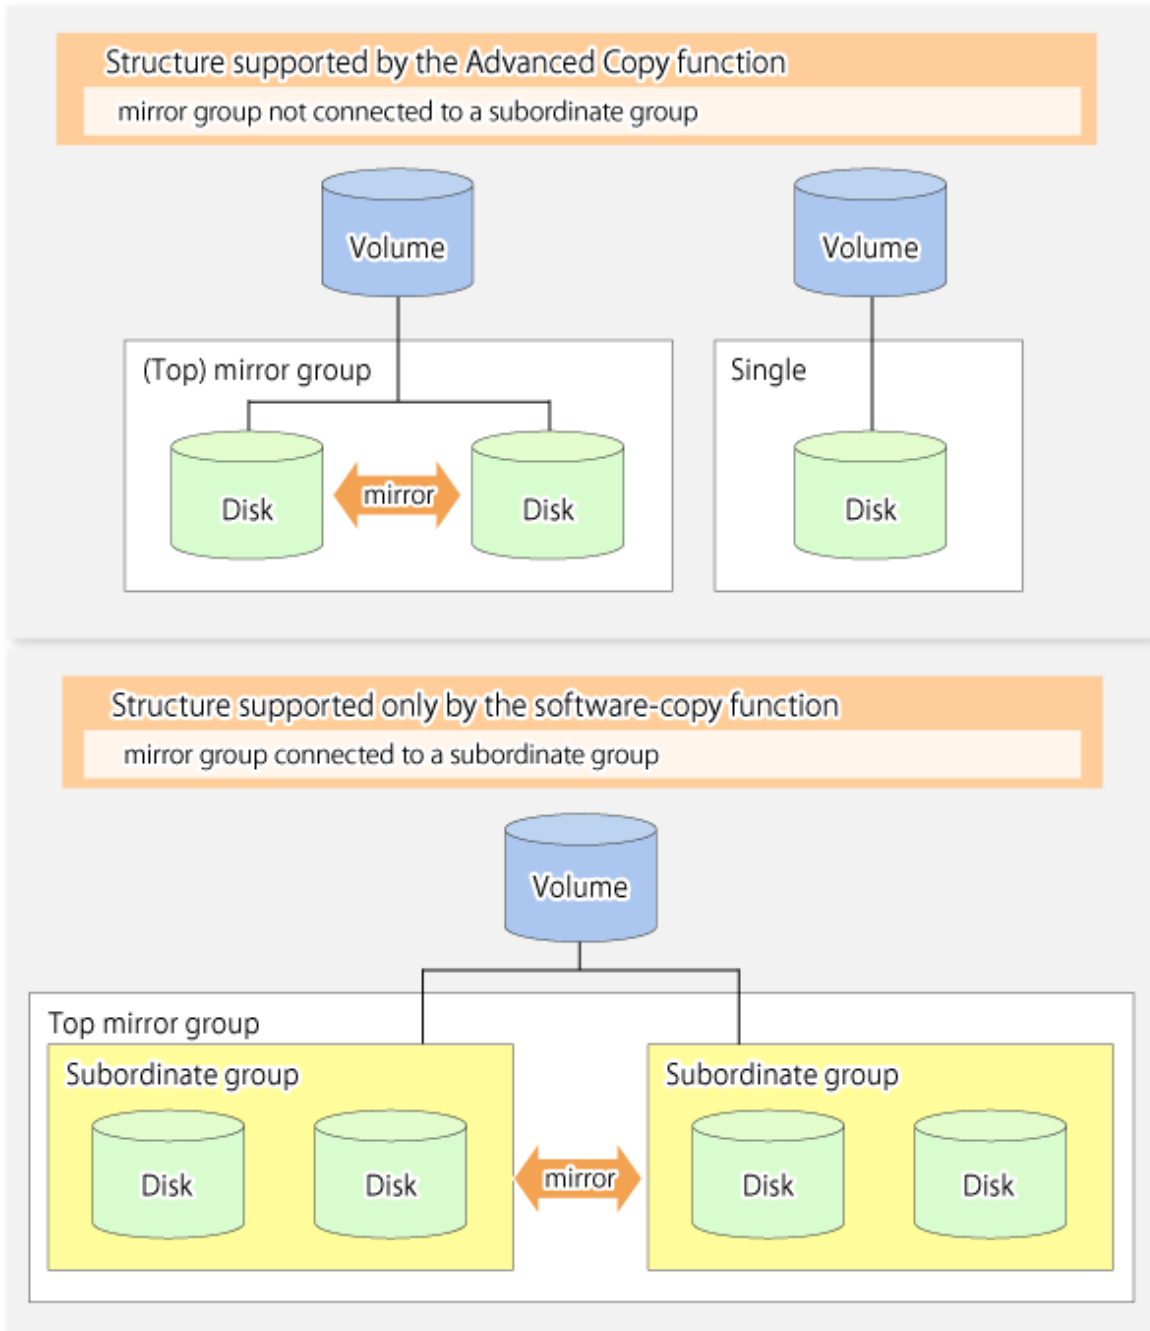 Structure supported by the Advanced Copy function
mirror group not connected to a subordinate group
Volume
Volume
(Top) mirror group
Single
Disk
mirror
Disk
Disk
Structure supported only by the software-copy function
mirror group connected to a subordinate group
Volume
Top mirror group
Subordinate group
Subordinate group
Disk
Disk
mirror
Disk
Disk